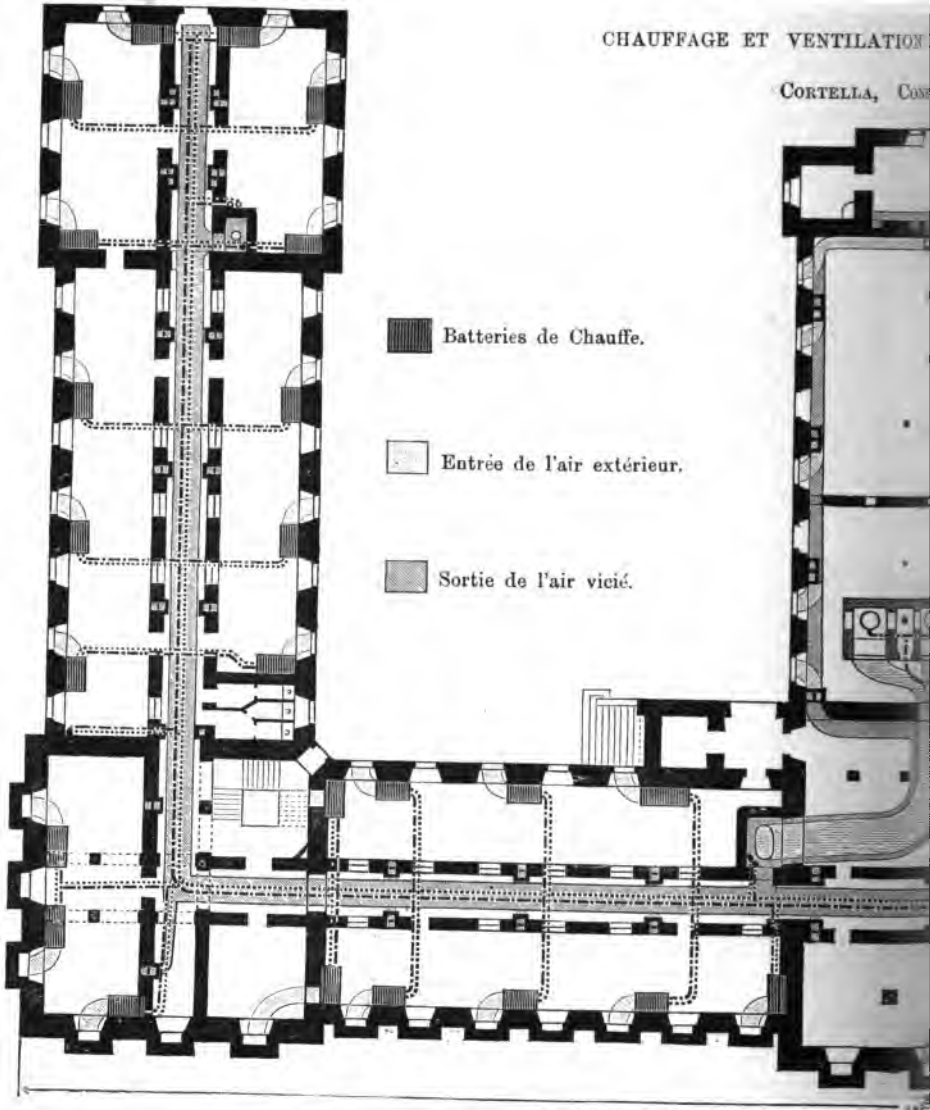 CHAUFFAGE ET VENTILATION
CORTELLA,
Batteries de Chauffe.
Entrée de l'air extérieur.
Sortie de l'air vicié.